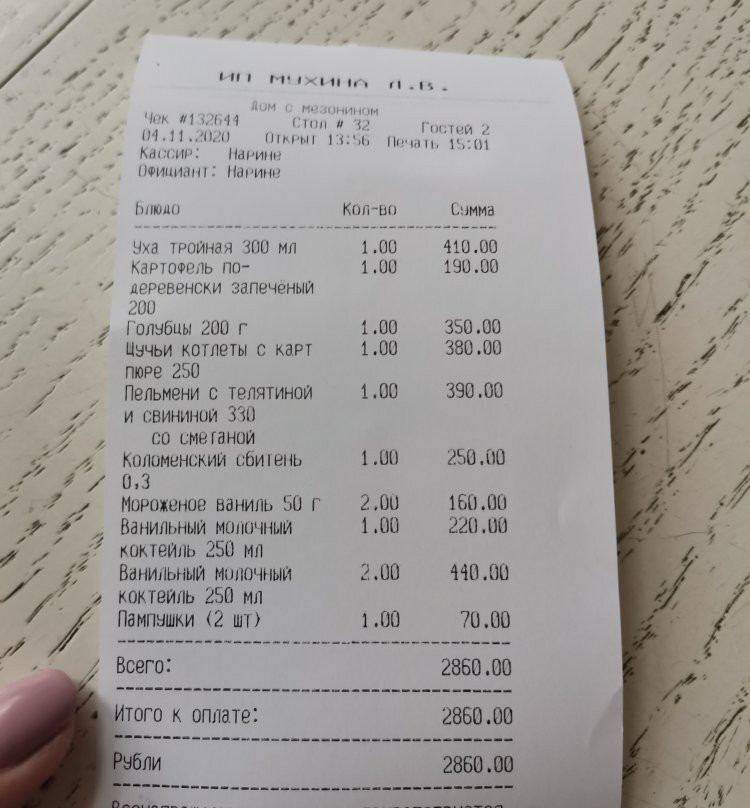 ИП МУХИНА Л.В.
Дом с мезонином
Чек #132644 Стол # 32 Гостей 2
04.11.2020 Открыт 13:56 Печать 15:01
Кассир: Нарине
Официант: Нарине
Блюдо Кол-во Сумма
Уха тройная 300 мл 1.00 410.00
Картофель по- 1.00 190.00
деревенски запечёный
200
Голубцы 200 г 1.00 350.00
Щучьи котлеты с карт 1.00 380.00
пюре 250
Пельмени с телятиной 1.00 390.00
и свининой 330
со сметаной
Коломенский сбитень 1.00 250.00
0,3
Мороженое ваниль 50 г 2.00 160.00
Ванильный молочный 1.00 220.00
коктейль 250 мл
Ванильный молочный 2.00 440.00
коктейль 250 мл
Пампушки (2 шт) 1.00 70.00
Всего: 2860.00
Итого к оплате: 2860.00
Рубли 2860.00